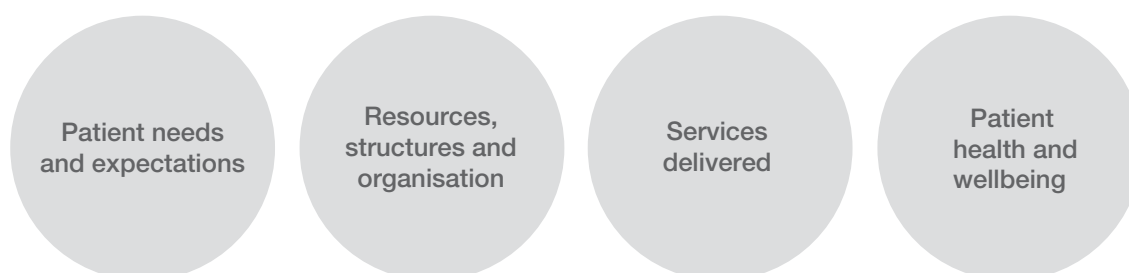 Patient needs
and expectations
Resources,
structures and
organisation
Services
delivered
Patient
health and
wellbeing